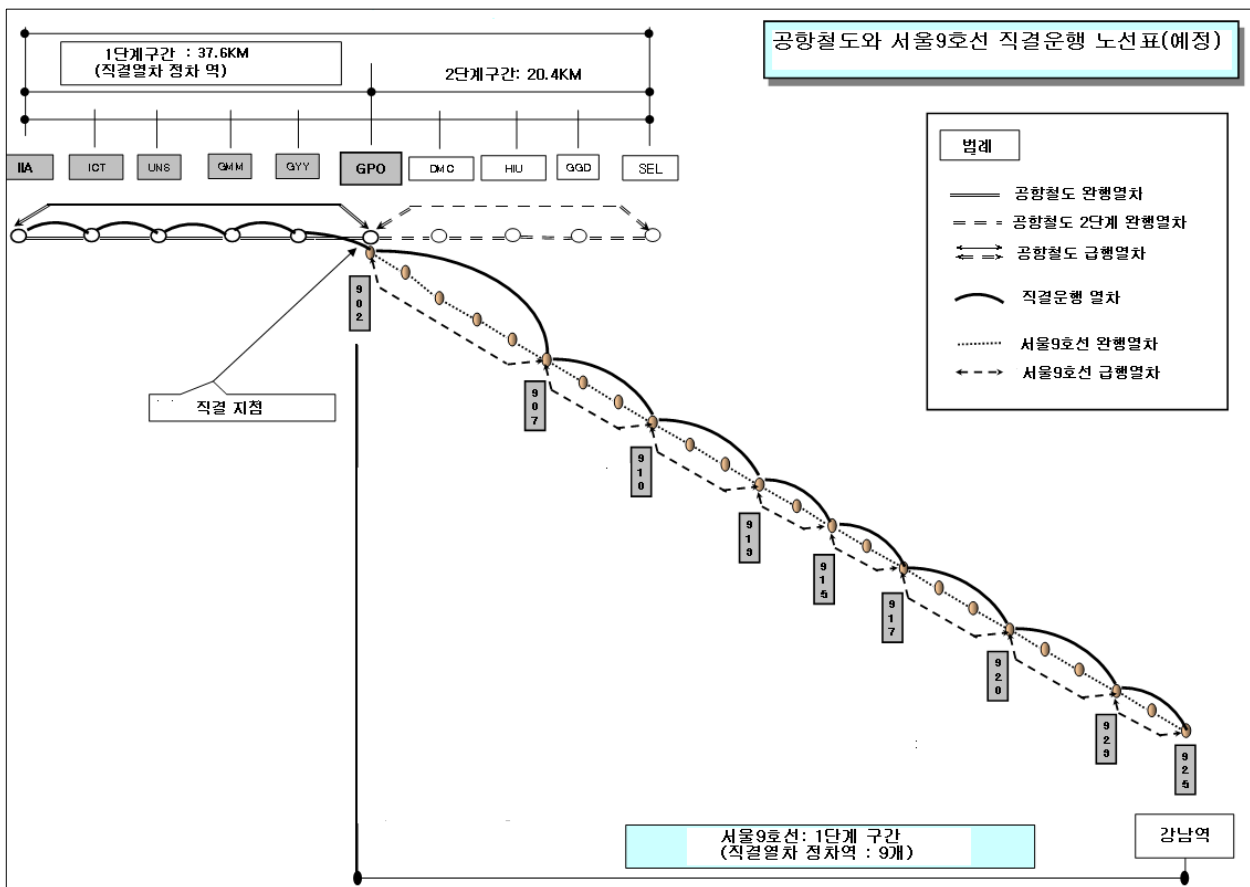 공항철도와 서울9호선 직결운행 노선표(예정)
1단계구간 : 37.6KM
(직결열차 정차 역)
2단계구간: 20.4KM
IIA
ICT
UNS
GMM
GYY
GPO
DMC
HIU
GGD
SEL
범례
공항철도 완행열차
공항철도 2단계 완행열차
공항철도 급행열차
직결운행 열차
서울9호선 완행열차
서울9호선 급행열차
직결 지점
902
907
910
919
915
917
920
929
925
강남역
서울9호선: 1단계 구간
(직결열차 정차역 : 9개)